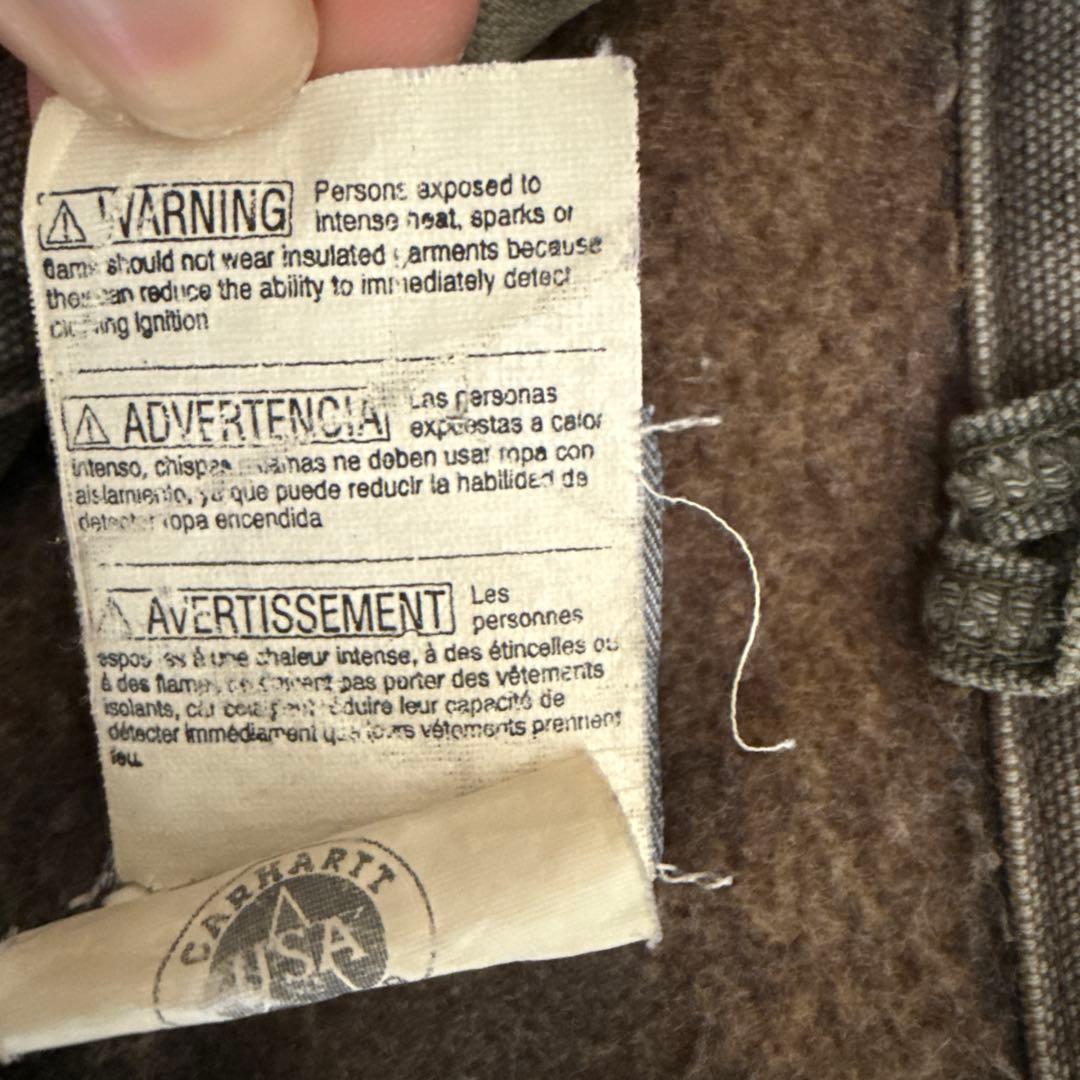 WARNING
Persons exposed to
intense heat, sparks or
should not wear insulated garments because
can reduce the ability to immediately detect
ignition
ADVERTENCIA
Las personas
expuestas a calor
intenso, chispas ne deben usar ropa con
aislamiento, ya que puede reducir la habilidad de
detectar ropa encendida
AVERTISSEMENT
Les
personnes
à une chaleur intense, à des étincelles ou
à des pas porter des vêtements
isolants, leur capacité de
détecter immédiament vétoments prennent
feu.
CARHARTT
USA